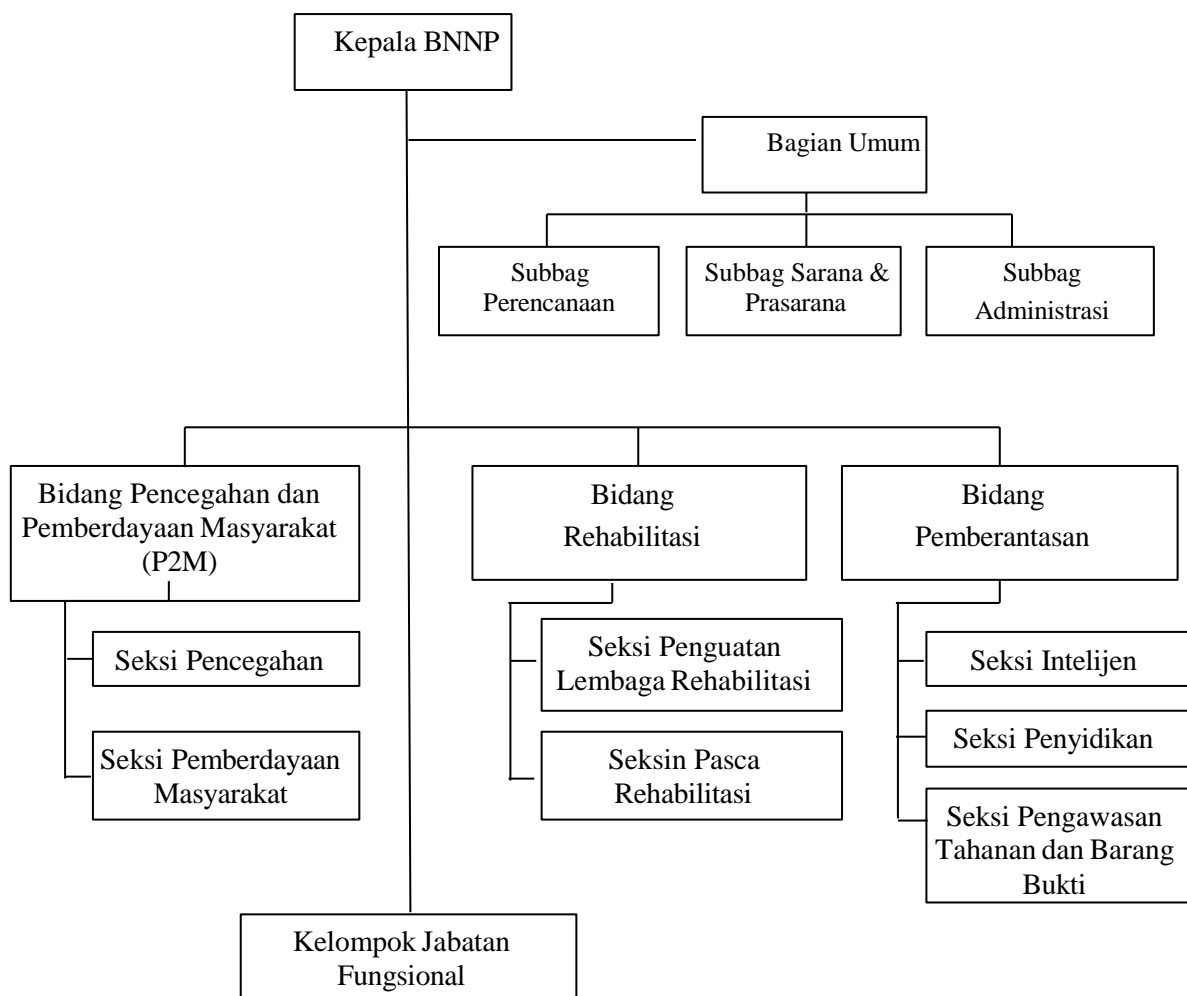 Kepala BNNP
Bagian Umum
Subbag
Perencanaan
Subbag Sarana &
Prasarana
Subbag
Administrasi
Bidang Pencegahan dan
Pemberdayaan Masyarakat
(P2M)
Seksi Pencegahan
Seksi Pemberdayaan
Masyarakat
Bidang
Rehabilitasi
Seksi Penguatan
Lembaga Rehabilitasi
Seksin Pasca
Rehabilitasi
Bidang
Pemberantasan
Seksi Intelijen
Seksi Penyidikan
Seksi Pengawasan
Tahanan dan Barang
Bukti
Kelompok Jabatan
Fungsional